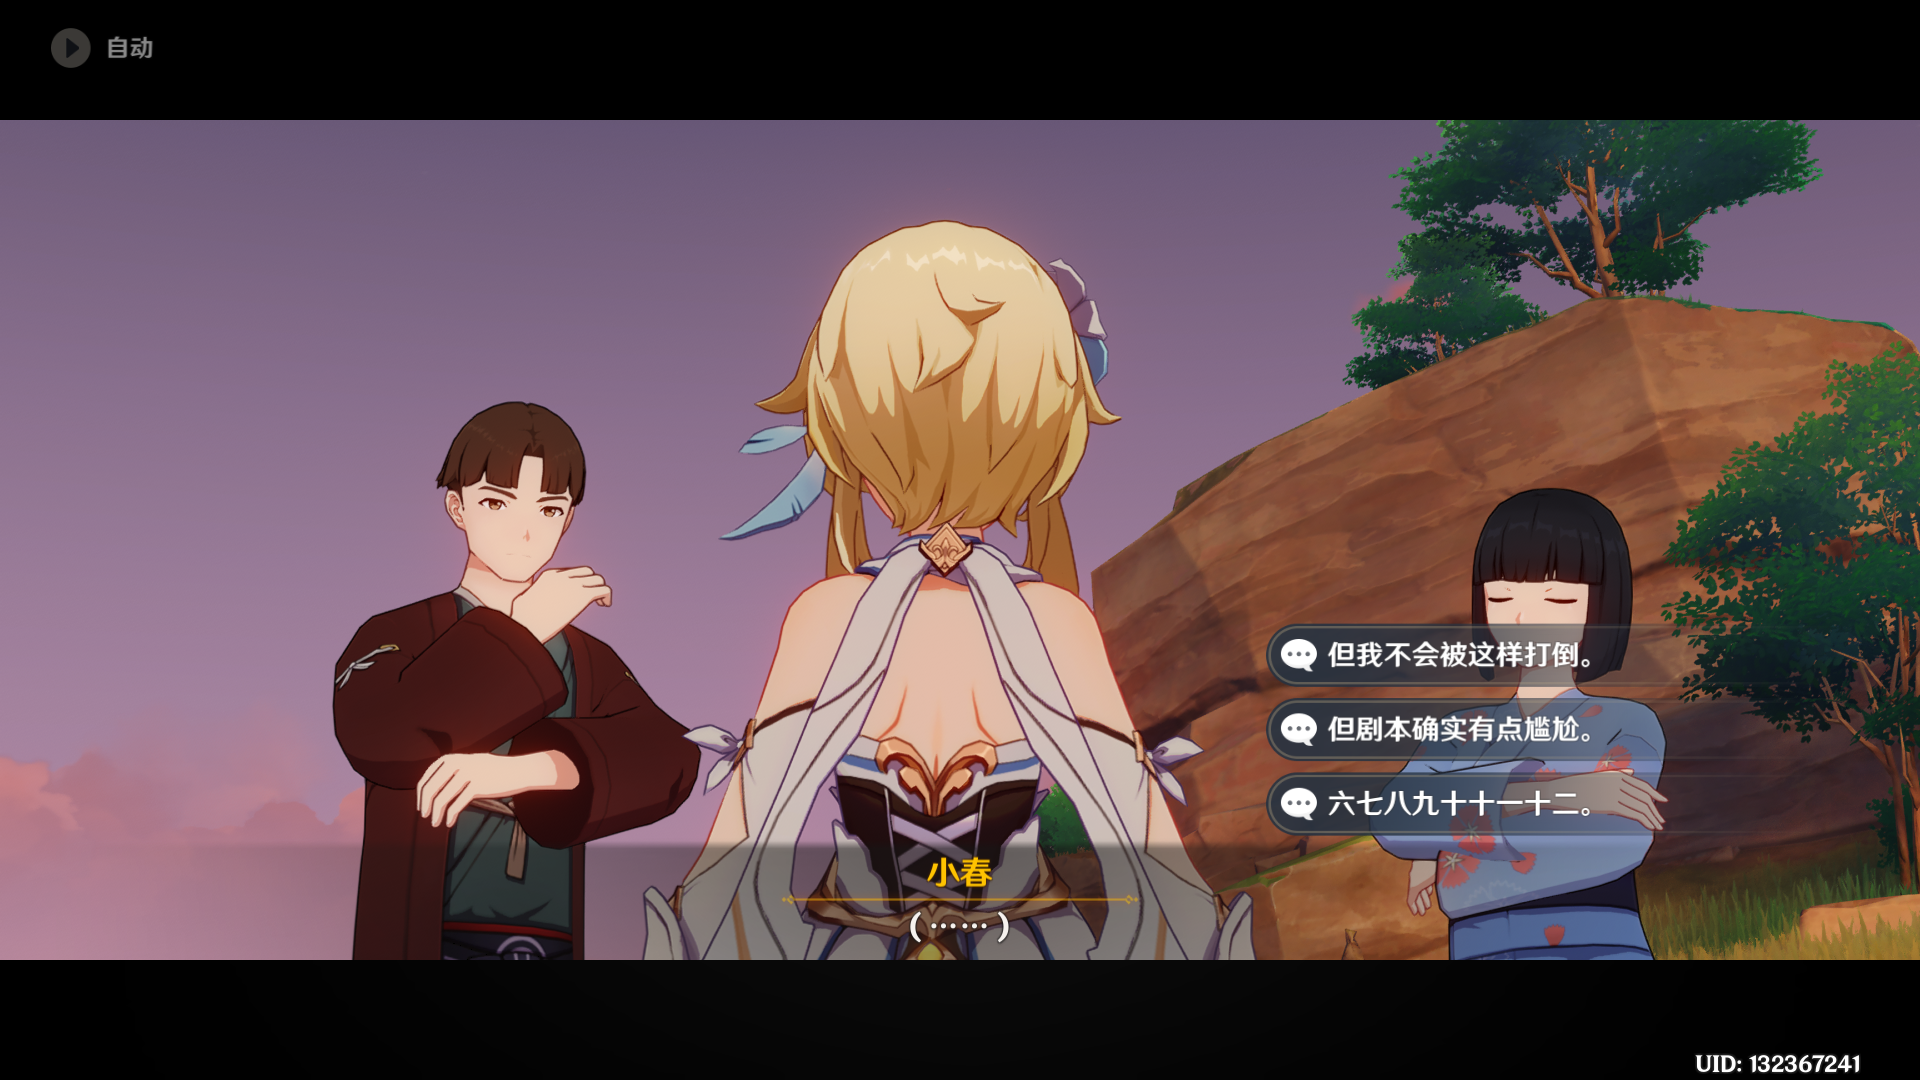 自动
但我不会被这样打倒。
但剧本确实有点尴尬。
六七八九十十一十二。
小春
(······)
UID: 132367241